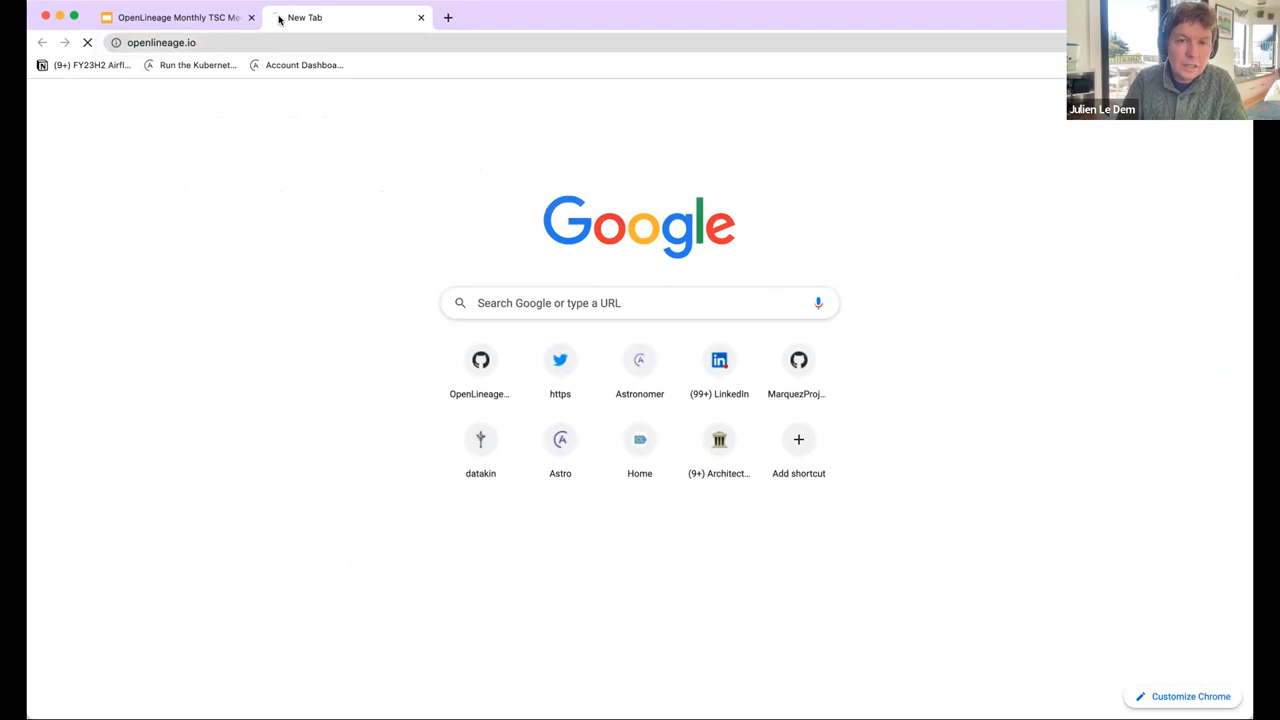 OpenLineage Monthly TSC Me
New Tab
openlineage.io
(9+) FY23H2 Airfl...
Run the Kubernet...
Account Dashboa...
Julien Le Dem
Google
Search Google or type a URL
OpenLineage...
https
Astronomer
(99+) LinkedIn
MarquezProj...
datakin
Astro
Home
(9+) Architect...
Add shortcut
Customize Chrome